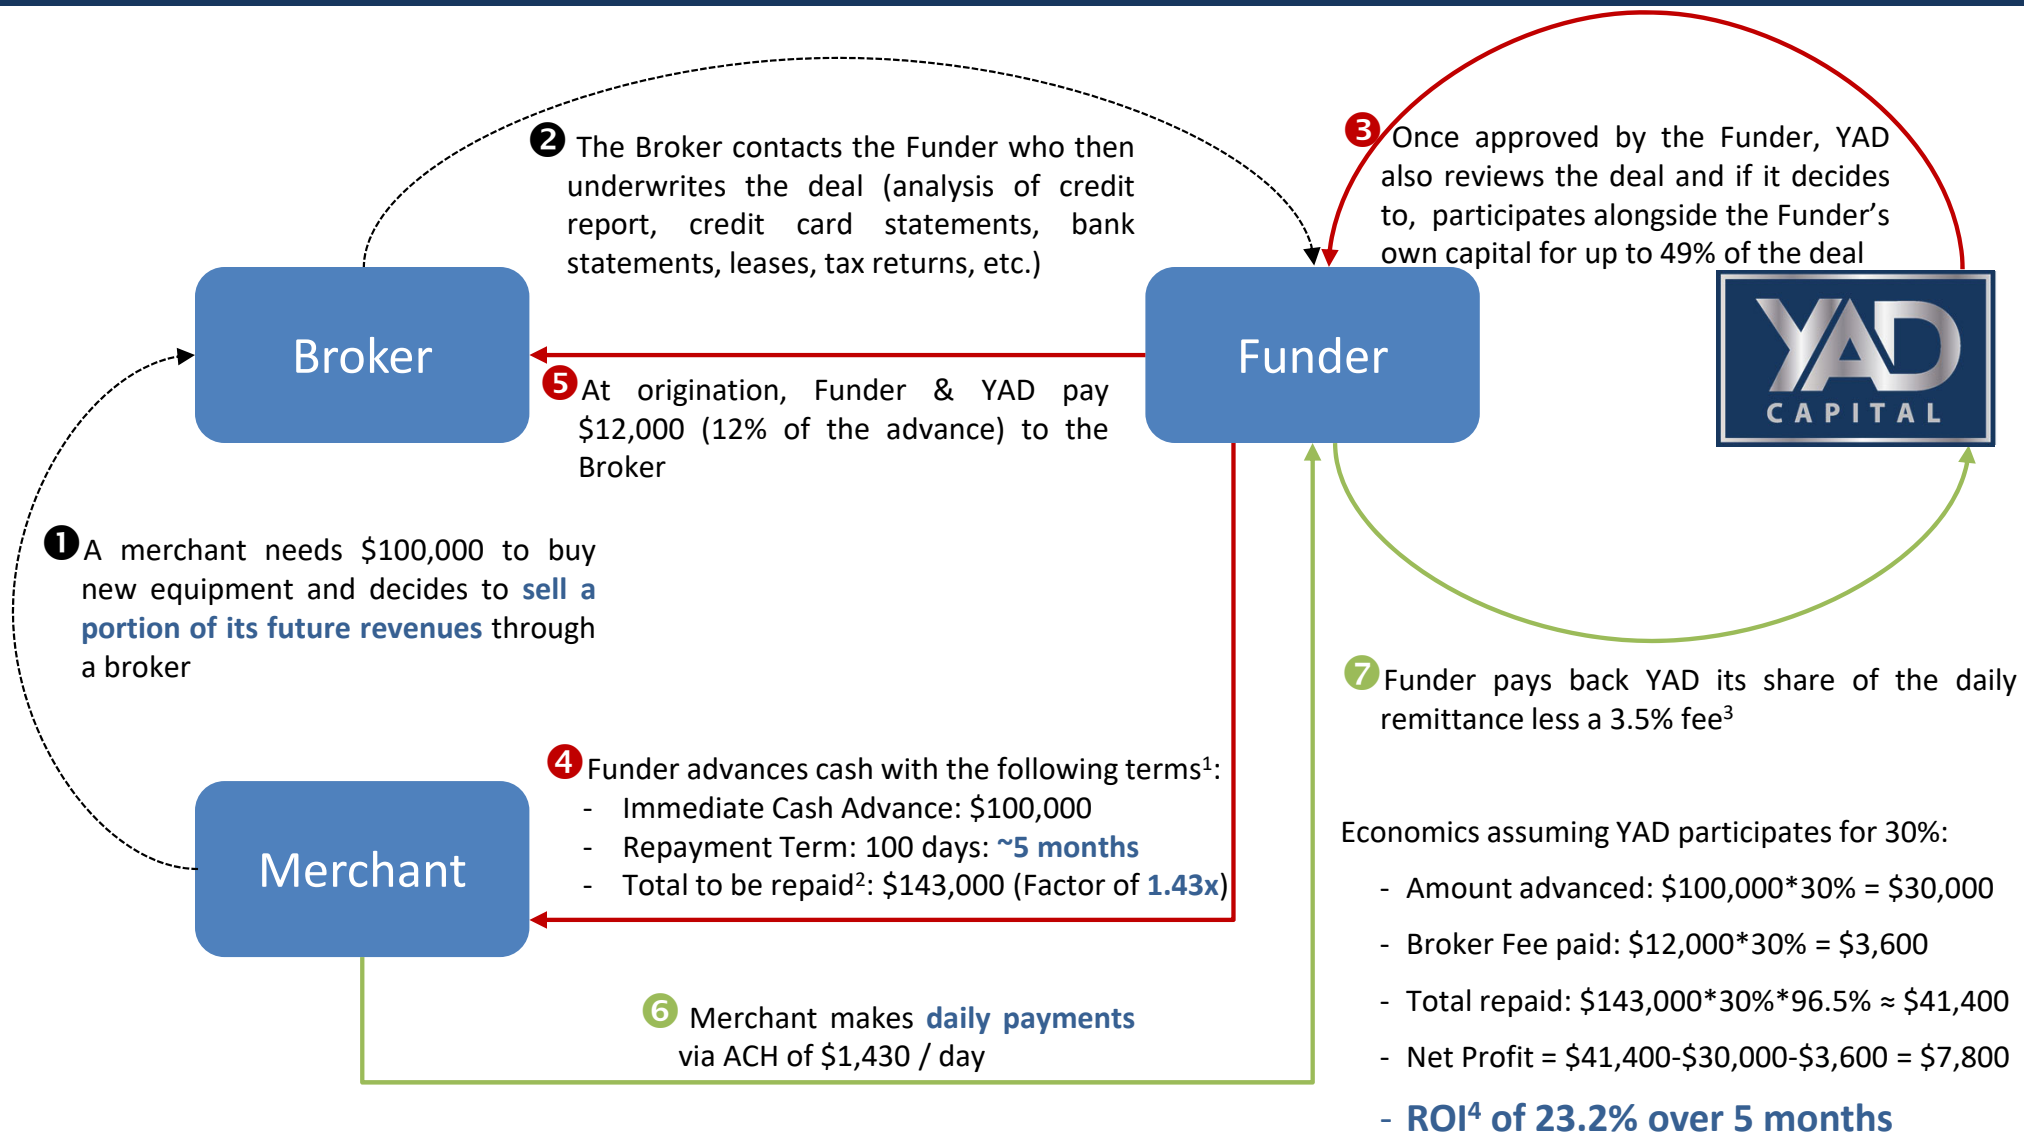 ❷ The Broker contacts the Funder who then
underwrites the deal (analysis of credit
report, credit card statements, bank
statements, leases, tax returns, etc.)
❸ Once approved by the Funder, YAD
also reviews the deal and if it decides
to, participates alongside the Funder’s
own capital for up to 49% of the deal
Broker
Funder
YAD
CAPITAL
❺ At origination, Funder & YAD pay
$12,000 (12% of the advance) to the
Broker
❶ A merchant needs $100,000 to buy
new equipment and decides to sell a
portion of its future revenues through
a broker
❼ Funder pays back YAD its share of the daily
remittance less a 3.5% fee³
❹ Funder advances cash with the following terms¹:
- Immediate Cash Advance: $100,000
- Repayment Term: 100 days: ~5 months
- Total to be repaid²: $143,000 (Factor of 1.43x)
Merchant
❻ Merchant makes daily payments
via ACH of $1,430 / day
Economics assuming YAD participates for 30%:
- Amount advanced: $100,000*30% = $30,000
- Broker Fee paid: $12,000*30% = $3,600
- Total repaid: $143,000*30%*96.5% ≈ $41,400
- Net Profit = $41,400-$30,000-$3,600 = $7,800
- ROI⁴ of 23.2% over 5 months